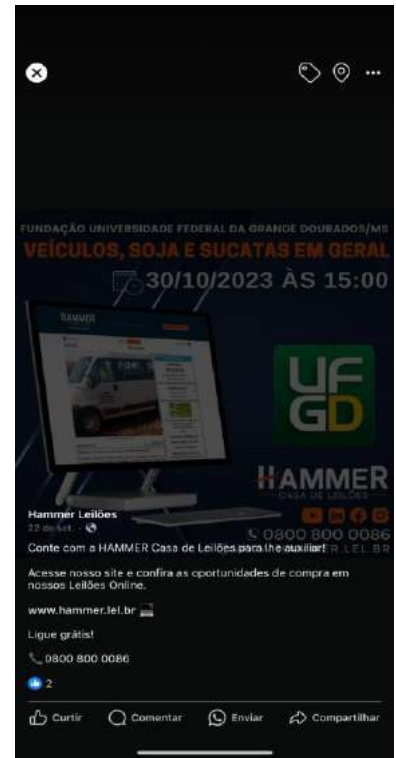 FUNDAÇÃO UNIVERSIDADE FEDERAL DA GRANDE DOURADOS/MS
VEÍCULOS, SOJA E SUCATAS EM GERAL
30/10/2023 ÀS 15:00
HAMMER
UFGD
HAMMER
CASA DE LEILÕES
Hammer Leilões
22 de set. ·
0800 800 0086
Conte com a HAMMER Casa de Leilões para lhe auxiliar!
Acesse nosso site e confira as oportunidades de compra em
nossos Leilões Online.
www.hammer.lel.br
Ligue grátis!
0800 800 0086
2
Curtir Comentar Enviar Compartilhar